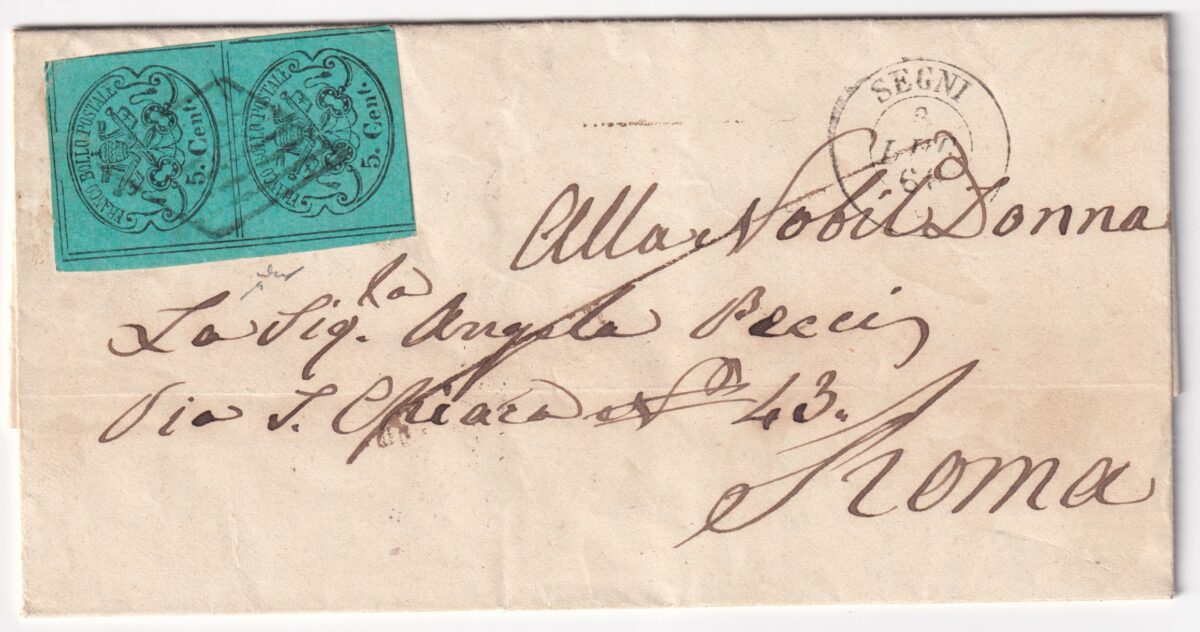 FRANCO BOLLO POSTALE
5. Cent.
FRANCO BOLLO POSTALE
5. Cent.
SEGNI
Alla Nobil Donna
La Sig.ra Angela Pecci
Via S. Chiara No 43.
Roma